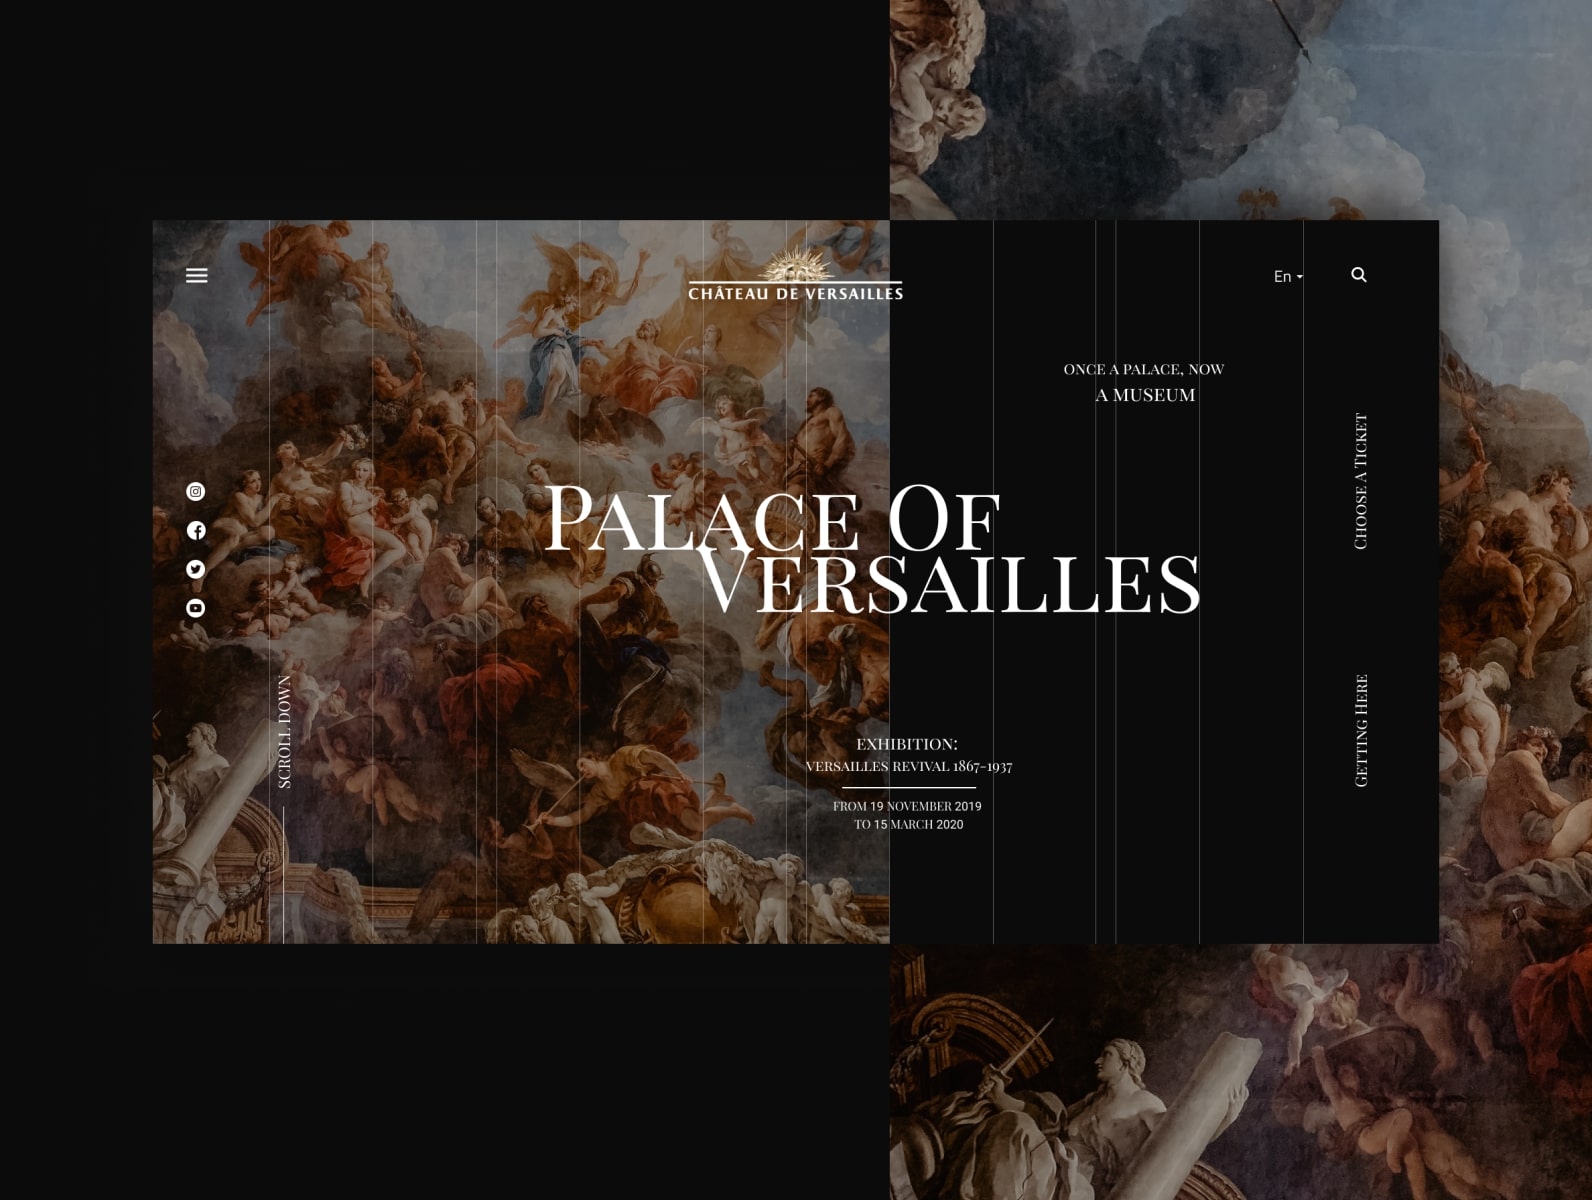 CHÂTEAU DE VERSAILLES
En
ONCE A PALACE, NOW
A MUSEUM
CHOOSE A TICKET
PALACE OF
VERSAILLES
SCROLL DOWN
EXHIBITION:
VERSAILLES REVIVAL 1867-1937
FROM 19 NOVEMBER 2019
TO 15 MARCH 2020
GETTING HERE